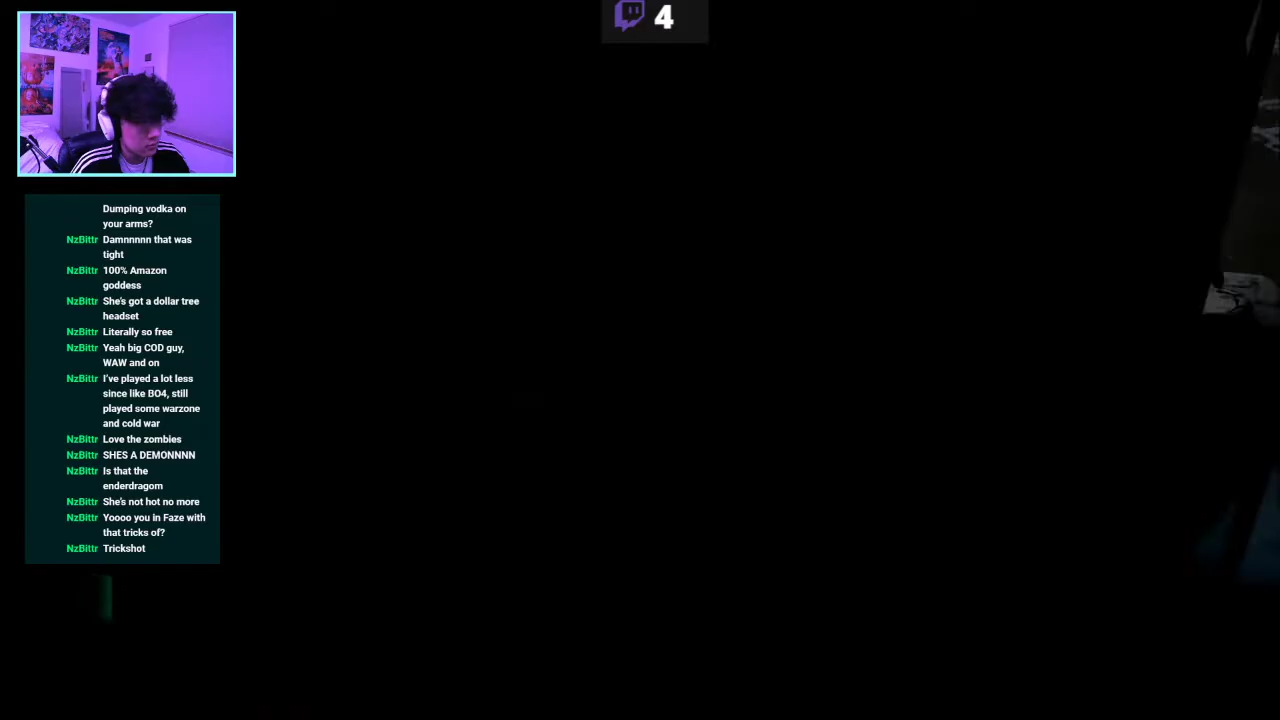 4
Dumping vodka on
your arms?
NzBittr Damnnnnn that was
tight
NzBittr 100% Amazon
goddess
NzBittr She's got a dollar tree
headset
NzBittr Literally so free
NzBittr Yeah big COD guy,
WAW and on
NzBittr I've played a lot less
since like BO4, still
played some warzone
and cold war
NzBittr Love the zombies
NzBittr SHES A DEMONNNN
NzBittr Is that the
enderdragom
NzBittr She's not hot no more
NzBittr Yoooo you in Faze with
that tricks of?
NzBittr Trickshot